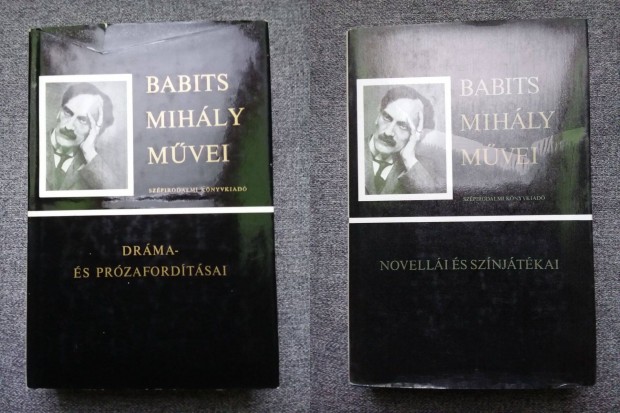 BABITS
MIHÁLY
MŰVEI
SZÉPIRODALMI KÖNYVKIADÓ
DRÁMA-
ÉS PRÓZAFORDÍTÁSAI
BABITS
MIHÁLY
MŰVEI
SZÉPIRODALMI KÖNYVKIADÓ
NOVELLÁI ÉS SZÍNJÁTÉKAI